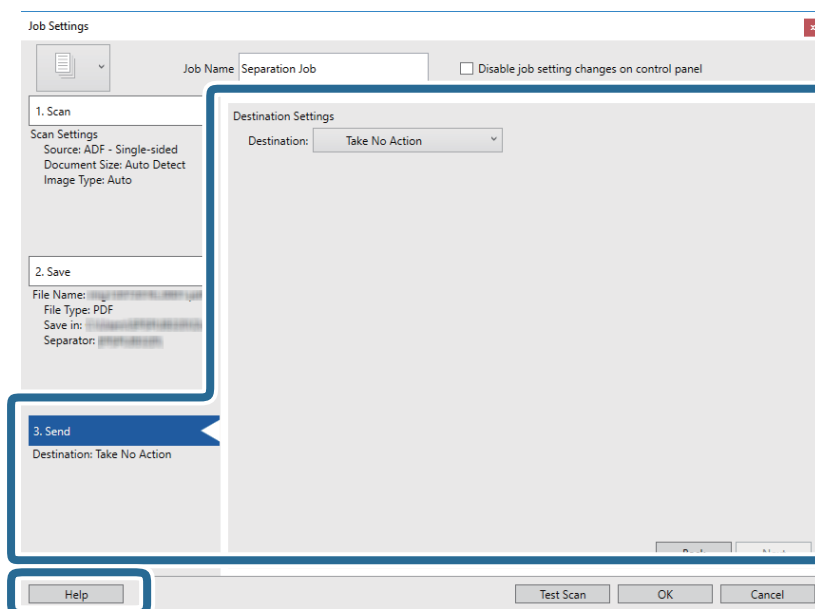 Job Settings
Job Name Separation Job
Disable job setting changes on control panel
1. Scan
Scan Settings
Source: ADF - Single-sided
Document Size: Auto Detect
Image Type: Auto
2. Save
File Name:
File Type: PDF
Save in:
Separator:
3. Send
Destination: Take No Action
Destination Settings
Destination: Take No Action
Help
Test Scan
OK
Cancel